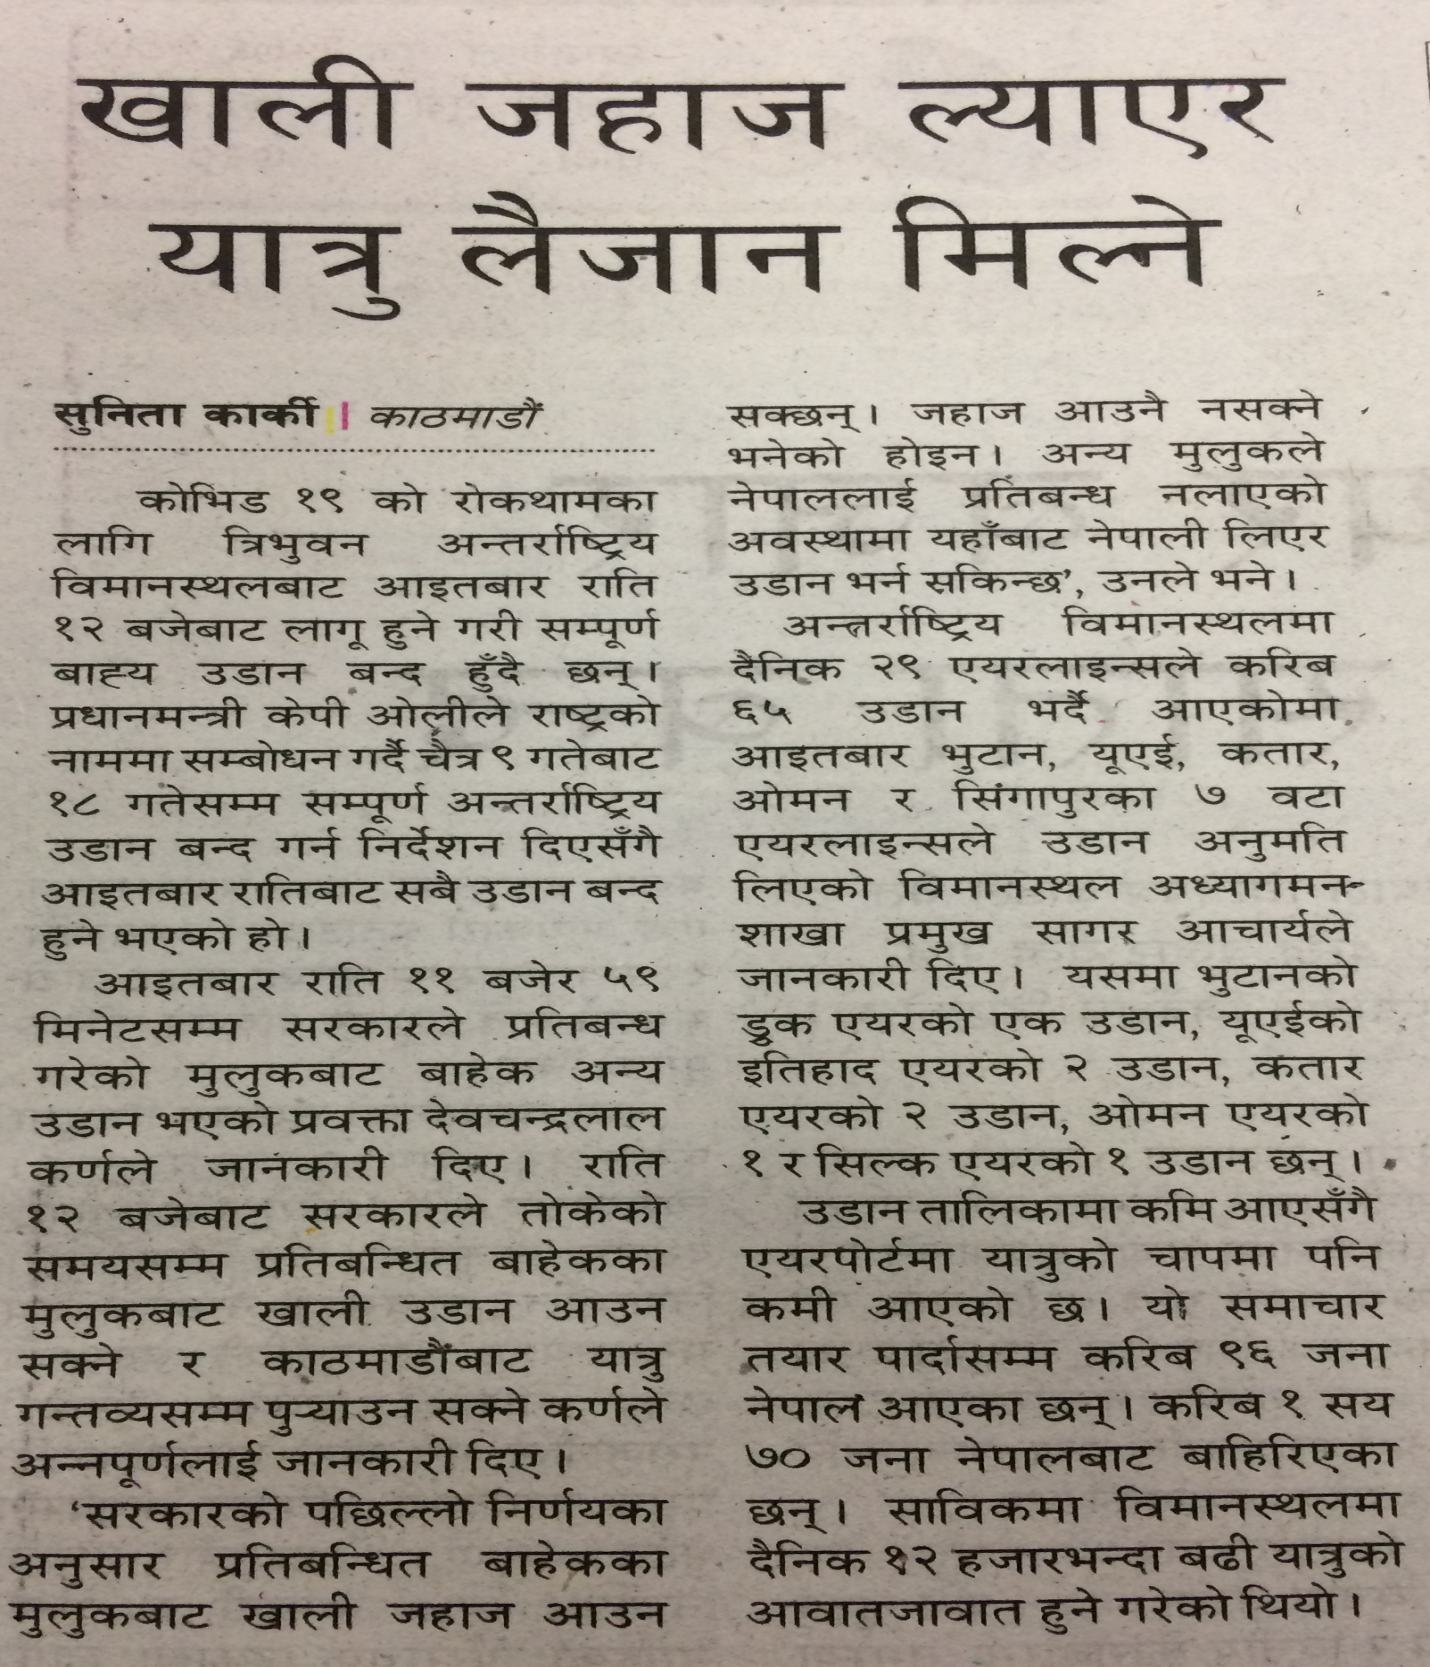 खाली जहाज ल्याएर
यात्रु लैजान मिल्ने
सुनिता कार्की | काठमाडौं
कोभिड १९ को रोकथामका
लागि त्रिभुवन अन्तर्राष्ट्रिय
विमानस्थलबाट आइतबार राति
१२ बजेबाट लागू हुने गरी सम्पूर्ण
बाह्य उडान बन्द हुँदै छन्।
प्रधानमन्त्री केपी ओलीले राष्ट्रको
नाममा सम्बोधन गर्दै चैत्र ९ गतेबाट
१८ गतेसम्म सम्पूर्ण अन्तर्राष्ट्रिय
उडान बन्द गर्न निर्देशन दिएसँगै
आइतबार रातिबाट सबै उडान बन्द
हुने भएको हो।
आइतबार राति ११ बजेर ५९
मिनेटसम्म सरकारले प्रतिबन्ध
गरेको मुलुकबाट बाहेक अन्य
उडान भएको प्रवक्ता देवचन्द्रलाल
कर्णले जानकारी दिए। राति
१२ बजेबाट सरकारले तोकेको
समयसम्म प्रतिबन्धित बाहेकका
मुलुकबाट खाली उडान आउन
सक्ने र काठमाडौंबाट यात्रु
गन्तव्यसम्म पुऱ्याउन सक्ने कर्णले
अन्नपूर्णलाई जानकारी दिए।
‘सरकारको पछिल्लो निर्णयका
अनुसार प्रतिबन्धित बाहेकका
मुलुकबाट खाली जहाज आउन
सक्छन्। जहाज आउनै नसक्ने
भनेको होइन। अन्य मुलुकले
नेपाललाई प्रतिबन्ध नलाएको
अवस्थामा यहाँबाट नेपाली लिएर
उडान भर्न सकिन्छ’, उनले भने।
अन्तर्राष्ट्रिय विमानस्थलमा
दैनिक २९ एयरलाइन्सले करिब
६५ उडान भर्दै आएकोमा
आइतबार भुटान, यूएई, कतार,
ओमन र सिंगापुरका ७ वटा
एयरलाइन्सले उडान अनुमति
लिएको विमानस्थल अध्यागमन
शाखा प्रमुख सागर आचार्यले
जानकारी दिए। यसमा भुटानको
ड्रुक एयरको एक उडान, यूएईको
इतिहाद एयरको २ उडान, कतार
एयरको २ उडान, ओमन एयरको
१ र सिल्क एयरको १ उडान छन्।
उडान तालिकामा कमि आएसँगै
एयरपोर्टमा यात्रुको चापमा पनि
कमी आएको छ। यो समाचार
तयार पार्दासम्म करिब ९६ जना
नेपाल आएका छन्। करिब १ सय
७० जना नेपालबाट बाहिरिएका
छन्। साविकमा विमानस्थलमा
दैनिक १२ हजारभन्दा बढी यात्रुको
आवातजावात हुने गरेको थियो।